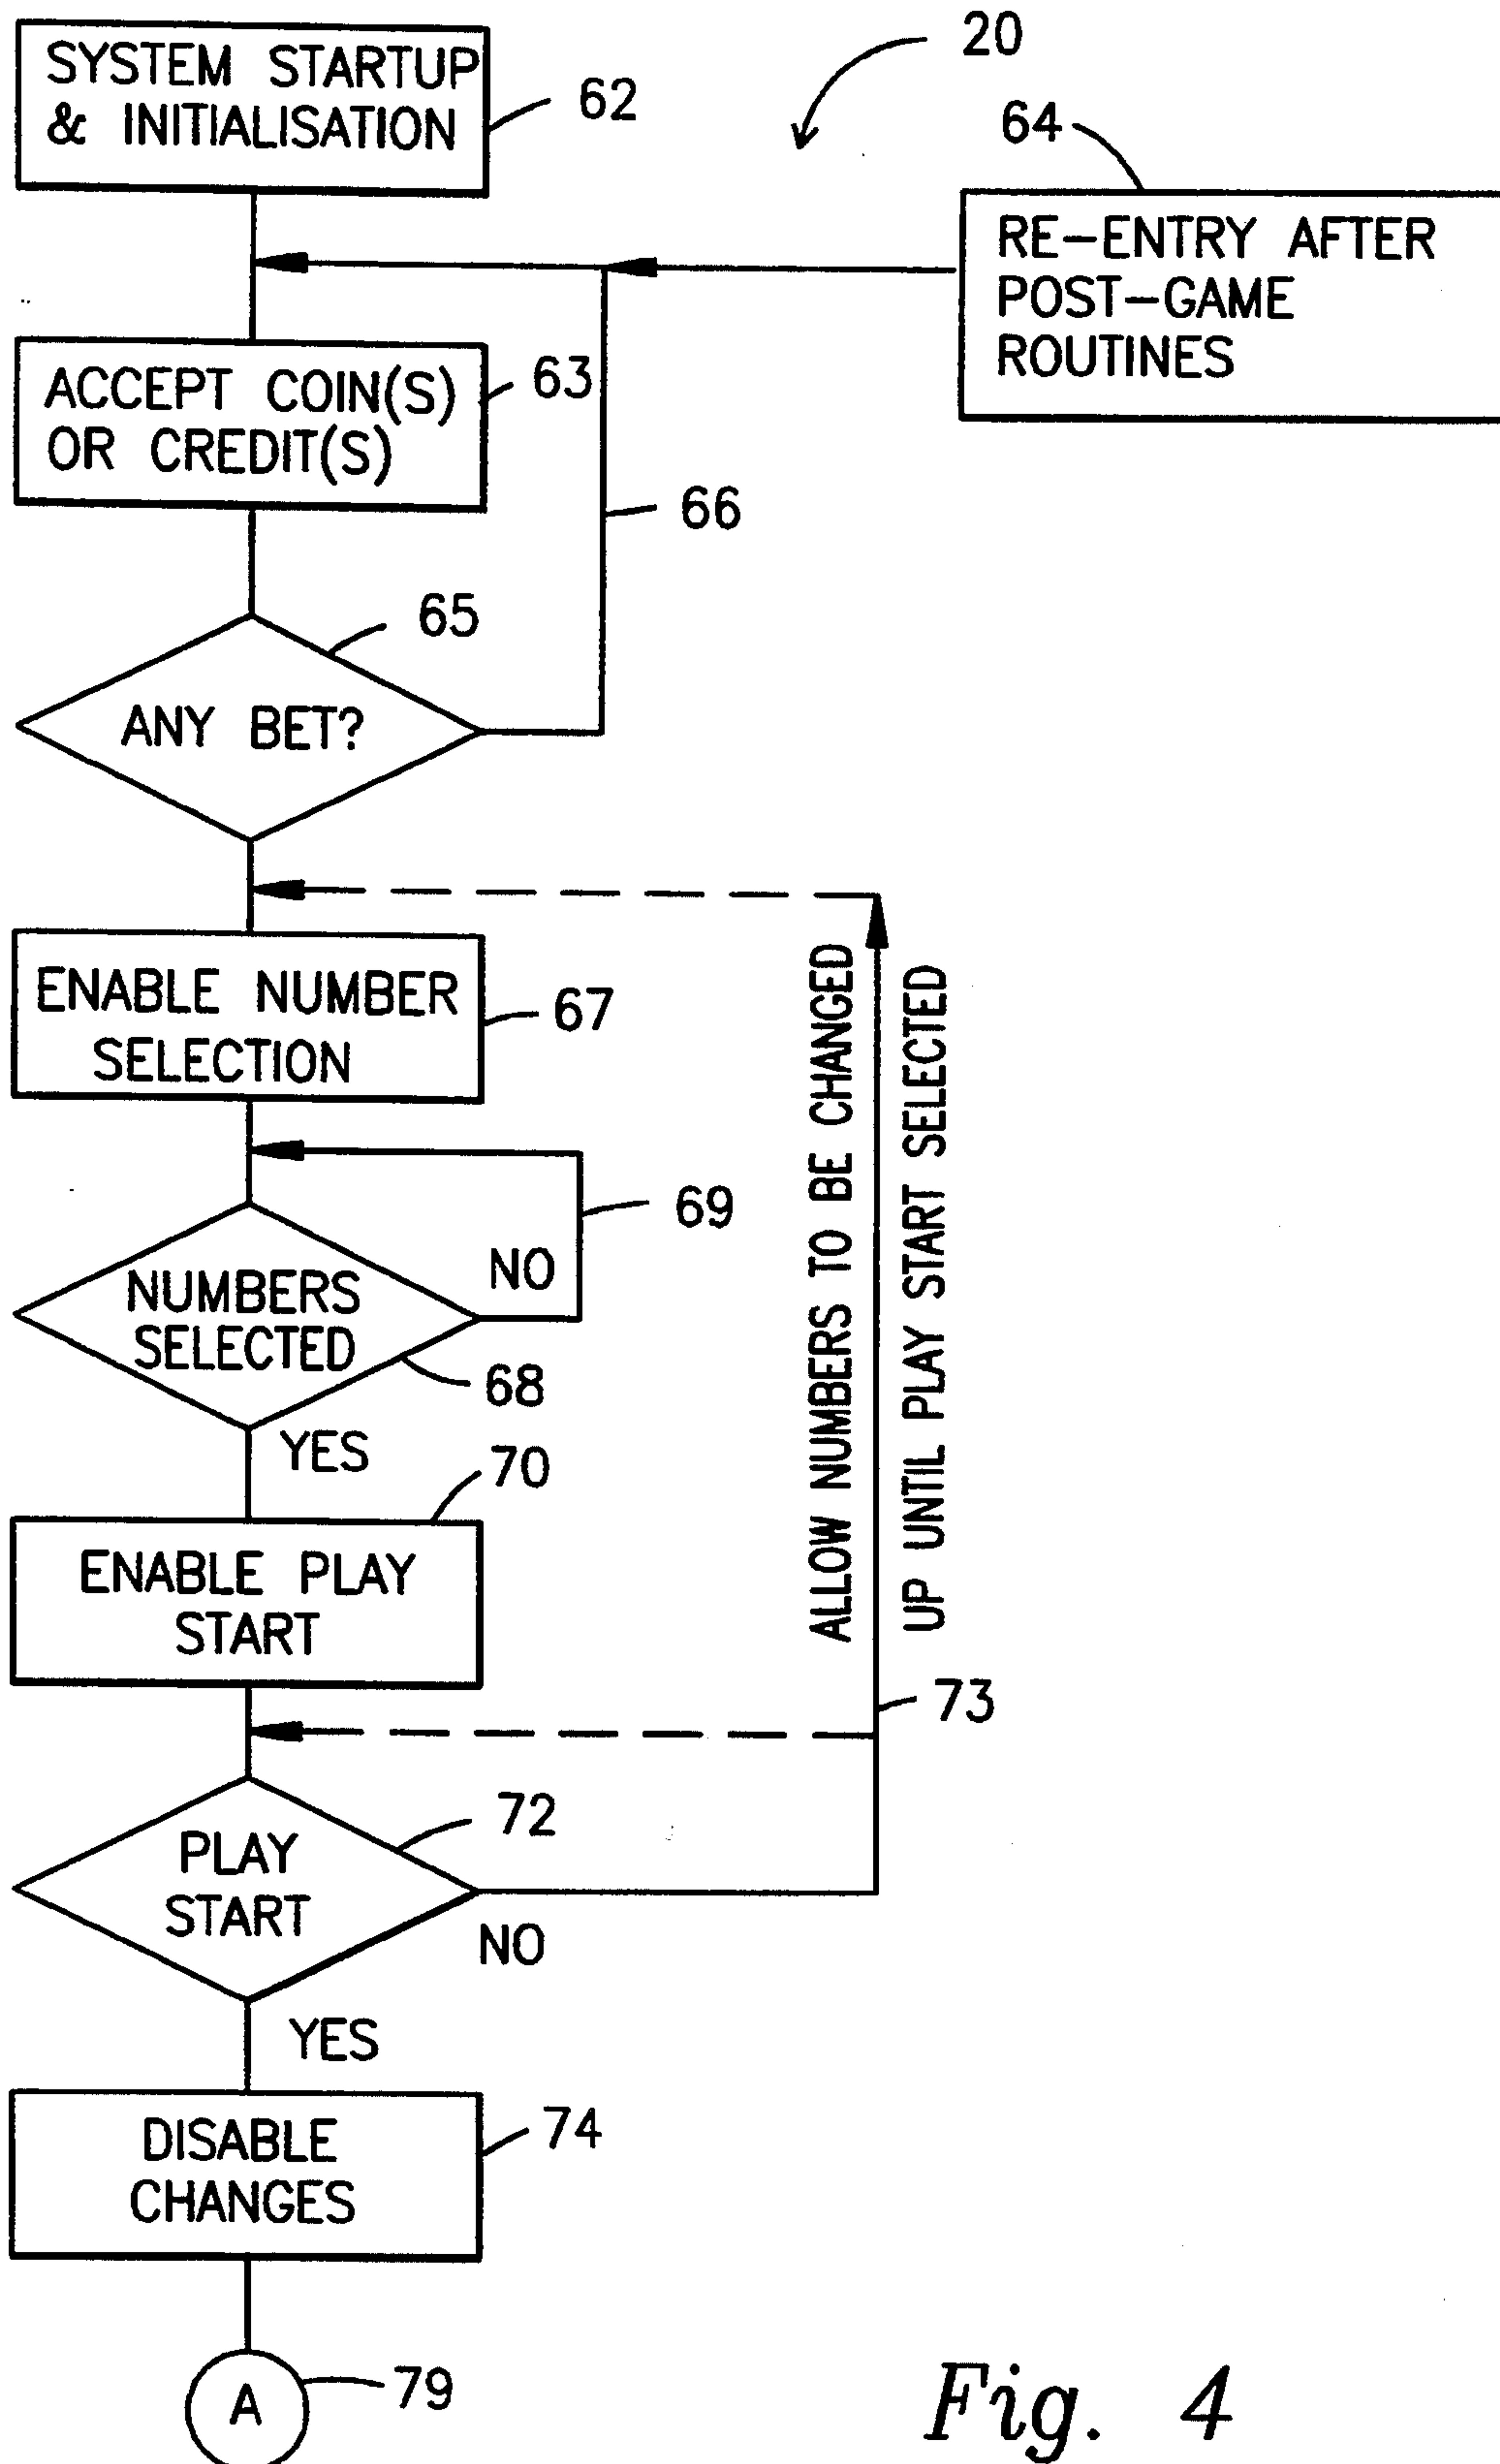 SYSTEM STARTUP
& INITIALISATION
62
20
64
RE-ENTRY AFTER
POST-GAME
ROUTINES
ACCEPT COIN(S)
OR CREDIT(S)
63
66
65
ANY BET?
ENABLE NUMBER
SELECTION
67
69
NO
NUMBERS
SELECTED
68
YES
70
ENABLE PLAY
START
ALLOW NUMBERS TO BE CHANGED
UP UNTIL PLAY START SELECTED
73
72
PLAY
START
NO
YES
DISABLE
CHANGES
74
A
79
Fig. 4